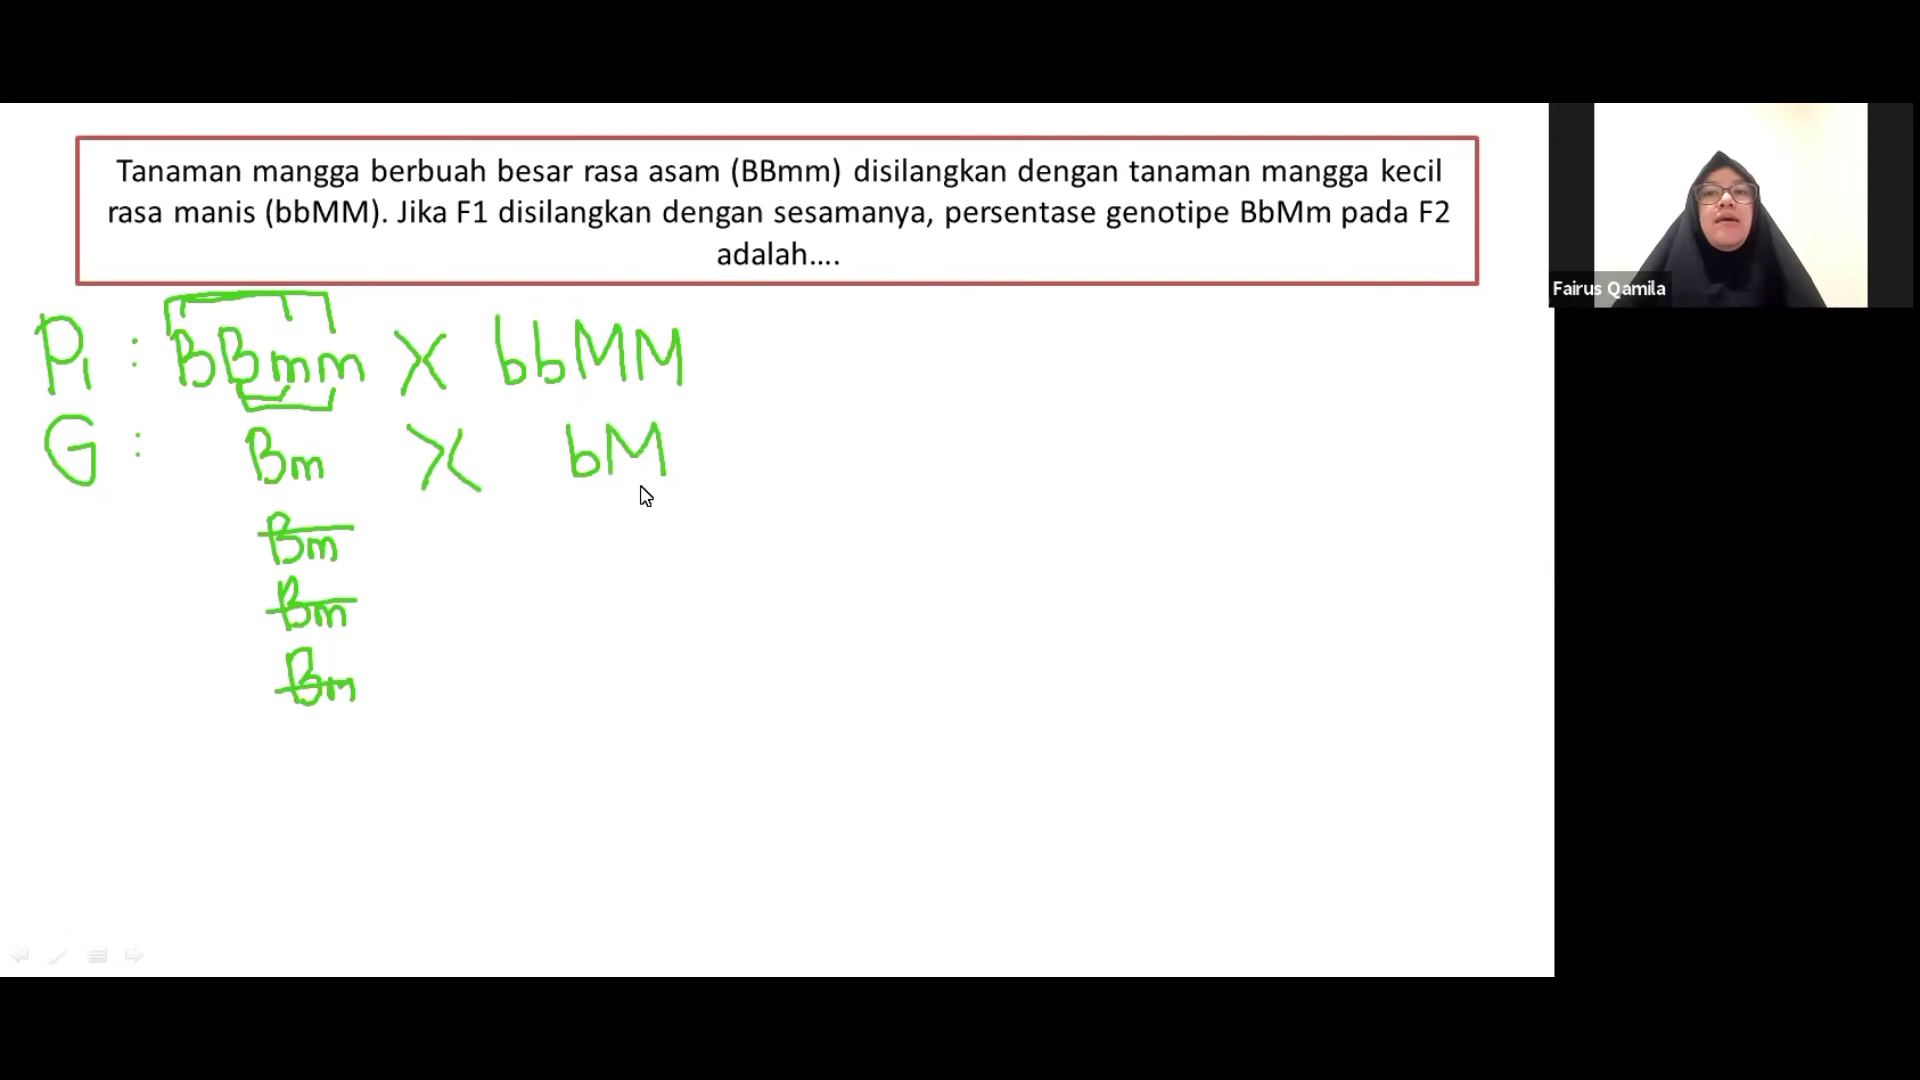 Tanaman mangga berbuah besar rasa asam (BBmm) disilangkan dengan tanaman mangga kecil
rasa manis (bbMM). Jika F1 disilangkan dengan sesamanya, persentase genotipe BbMm pada F2
adalah....
Fairus Qamila
P1 : BBmm X bbMM
G : Bm X bM
Bm
Bm
Bm